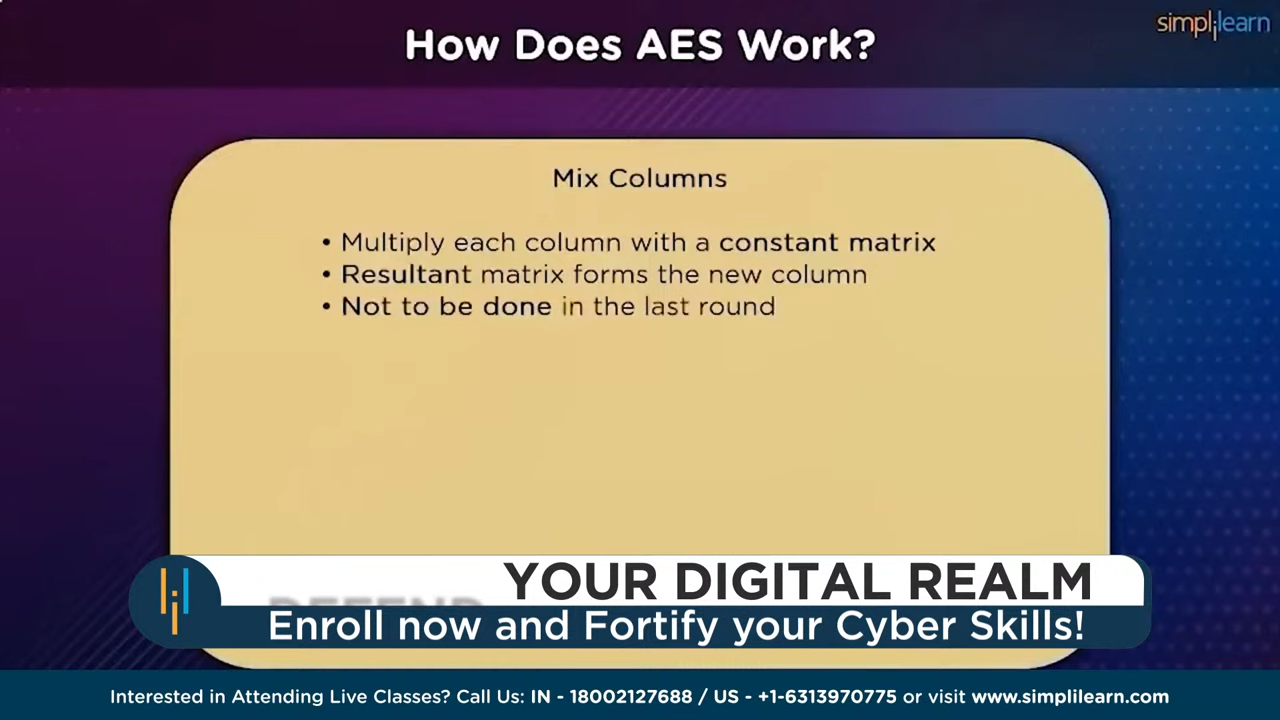 simplilearn
How Does AES Work?
Mix Columns
• Multiply each column with a constant matrix
• Resultant matrix forms the new column
• Not to be done in the last round
YOUR DIGITAL REALM
Enroll now and Fortify your Cyber Skills!
Interested in Attending Live Classes? Call Us: IN - 18002127688 / US - +1-6313970775 or visit www.simplilearn.com